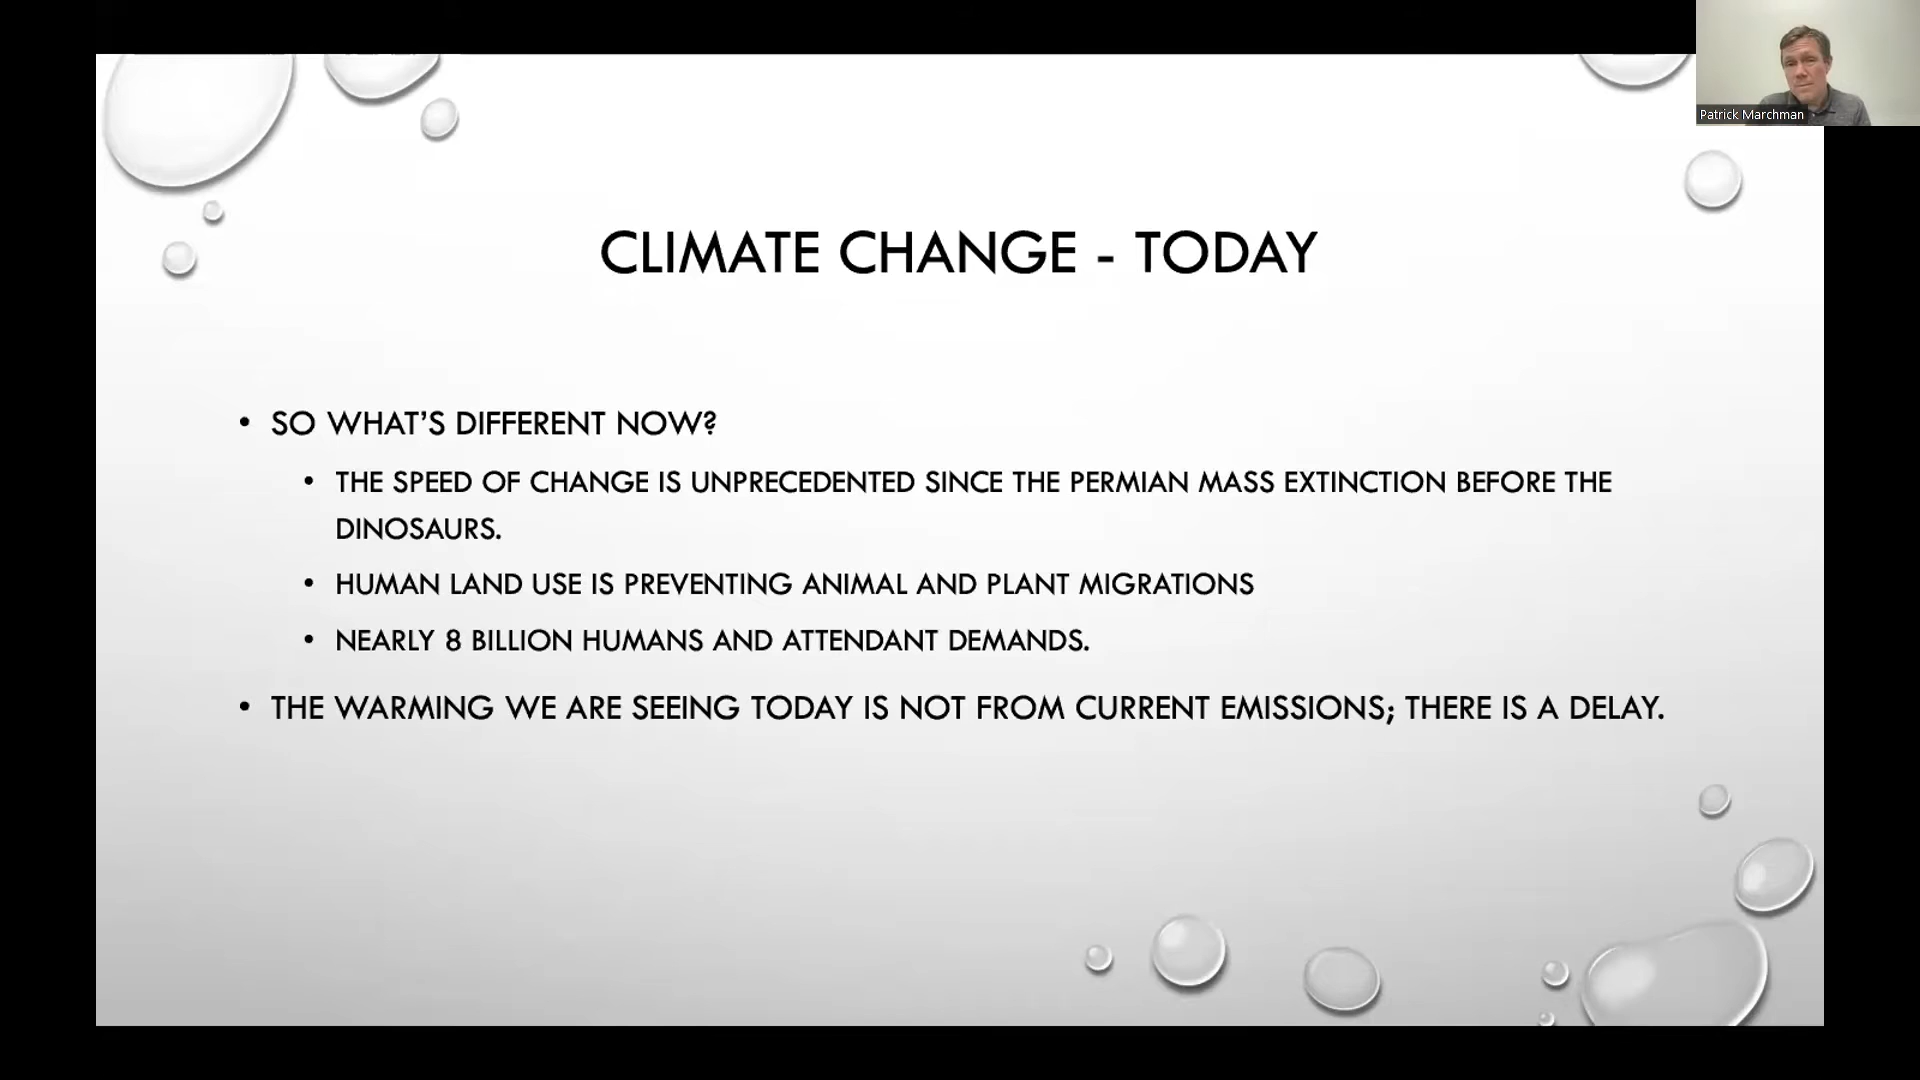 Patrick Marchman
CLIMATE CHANGE - TODAY
• SO WHAT’S DIFFERENT NOW?
• THE SPEED OF CHANGE IS UNPRECEDENTED SINCE THE PERMIAN MASS EXTINCTION BEFORE THE
DINOSAURS.
• HUMAN LAND USE IS PREVENTING ANIMAL AND PLANT MIGRATIONS
• NEARLY 8 BILLION HUMANS AND ATTENDANT DEMANDS.
• THE WARMING WE ARE SEEING TODAY IS NOT FROM CURRENT EMISSIONS; THERE IS A DELAY.